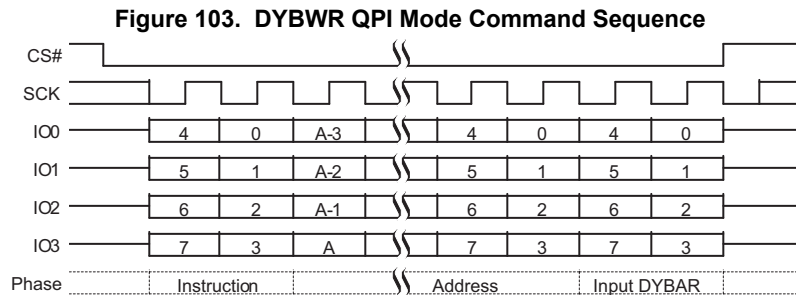 Figure 103. DYBWR QPI Mode Command Sequence
CS#
SCK
IO0 4 0 A-3 4 0 4 0
IO1 5 1 A-2 5 1 5 1
IO2 6 2 A-1 6 2 6 2
IO3 7 3 A 7 3 7 3
Phase Instruction Address Input DYBAR